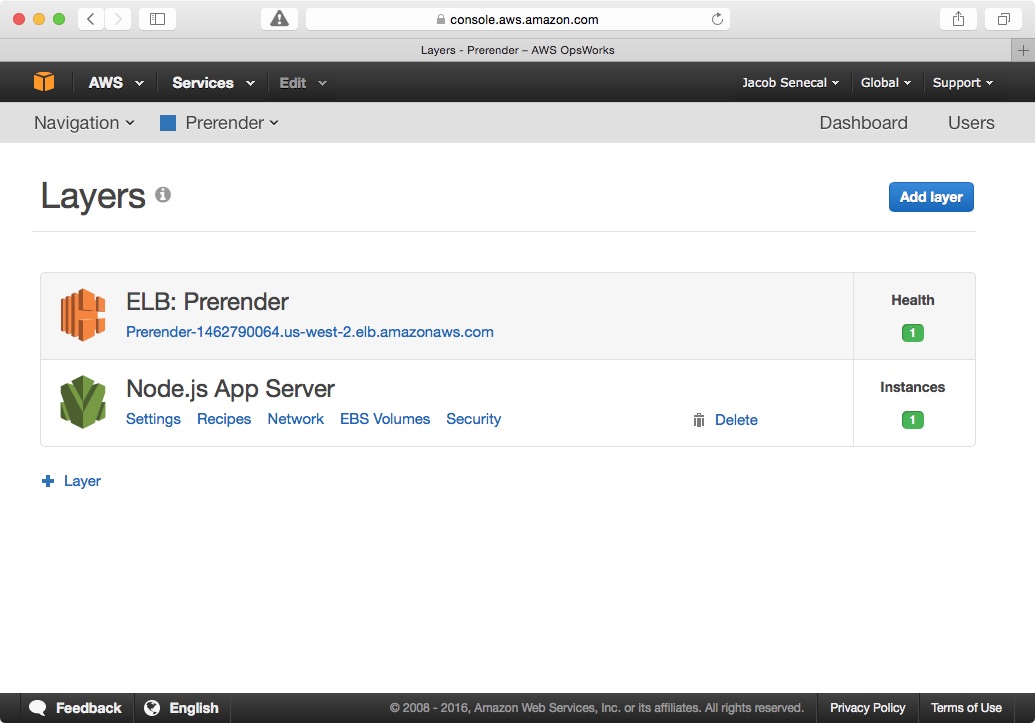 console.aws.amazon.com
Layers - Prerender – AWS OpsWorks
AWS Services Edit Jacob Senecal Global Support
Navigation Prerender Dashboard Users
Layers
Add layer
ELB: Prerender
Prerender-1462790064.us-west-2.elb.amazonaws.com
Health
1
Node.js App Server
Settings Recipes Network EBS Volumes Security Delete
Instances
1
Layer
Feedback English © 2008 - 2016, Amazon Web Services, Inc. or its affiliates. All rights reserved. Privacy Policy Terms of Use